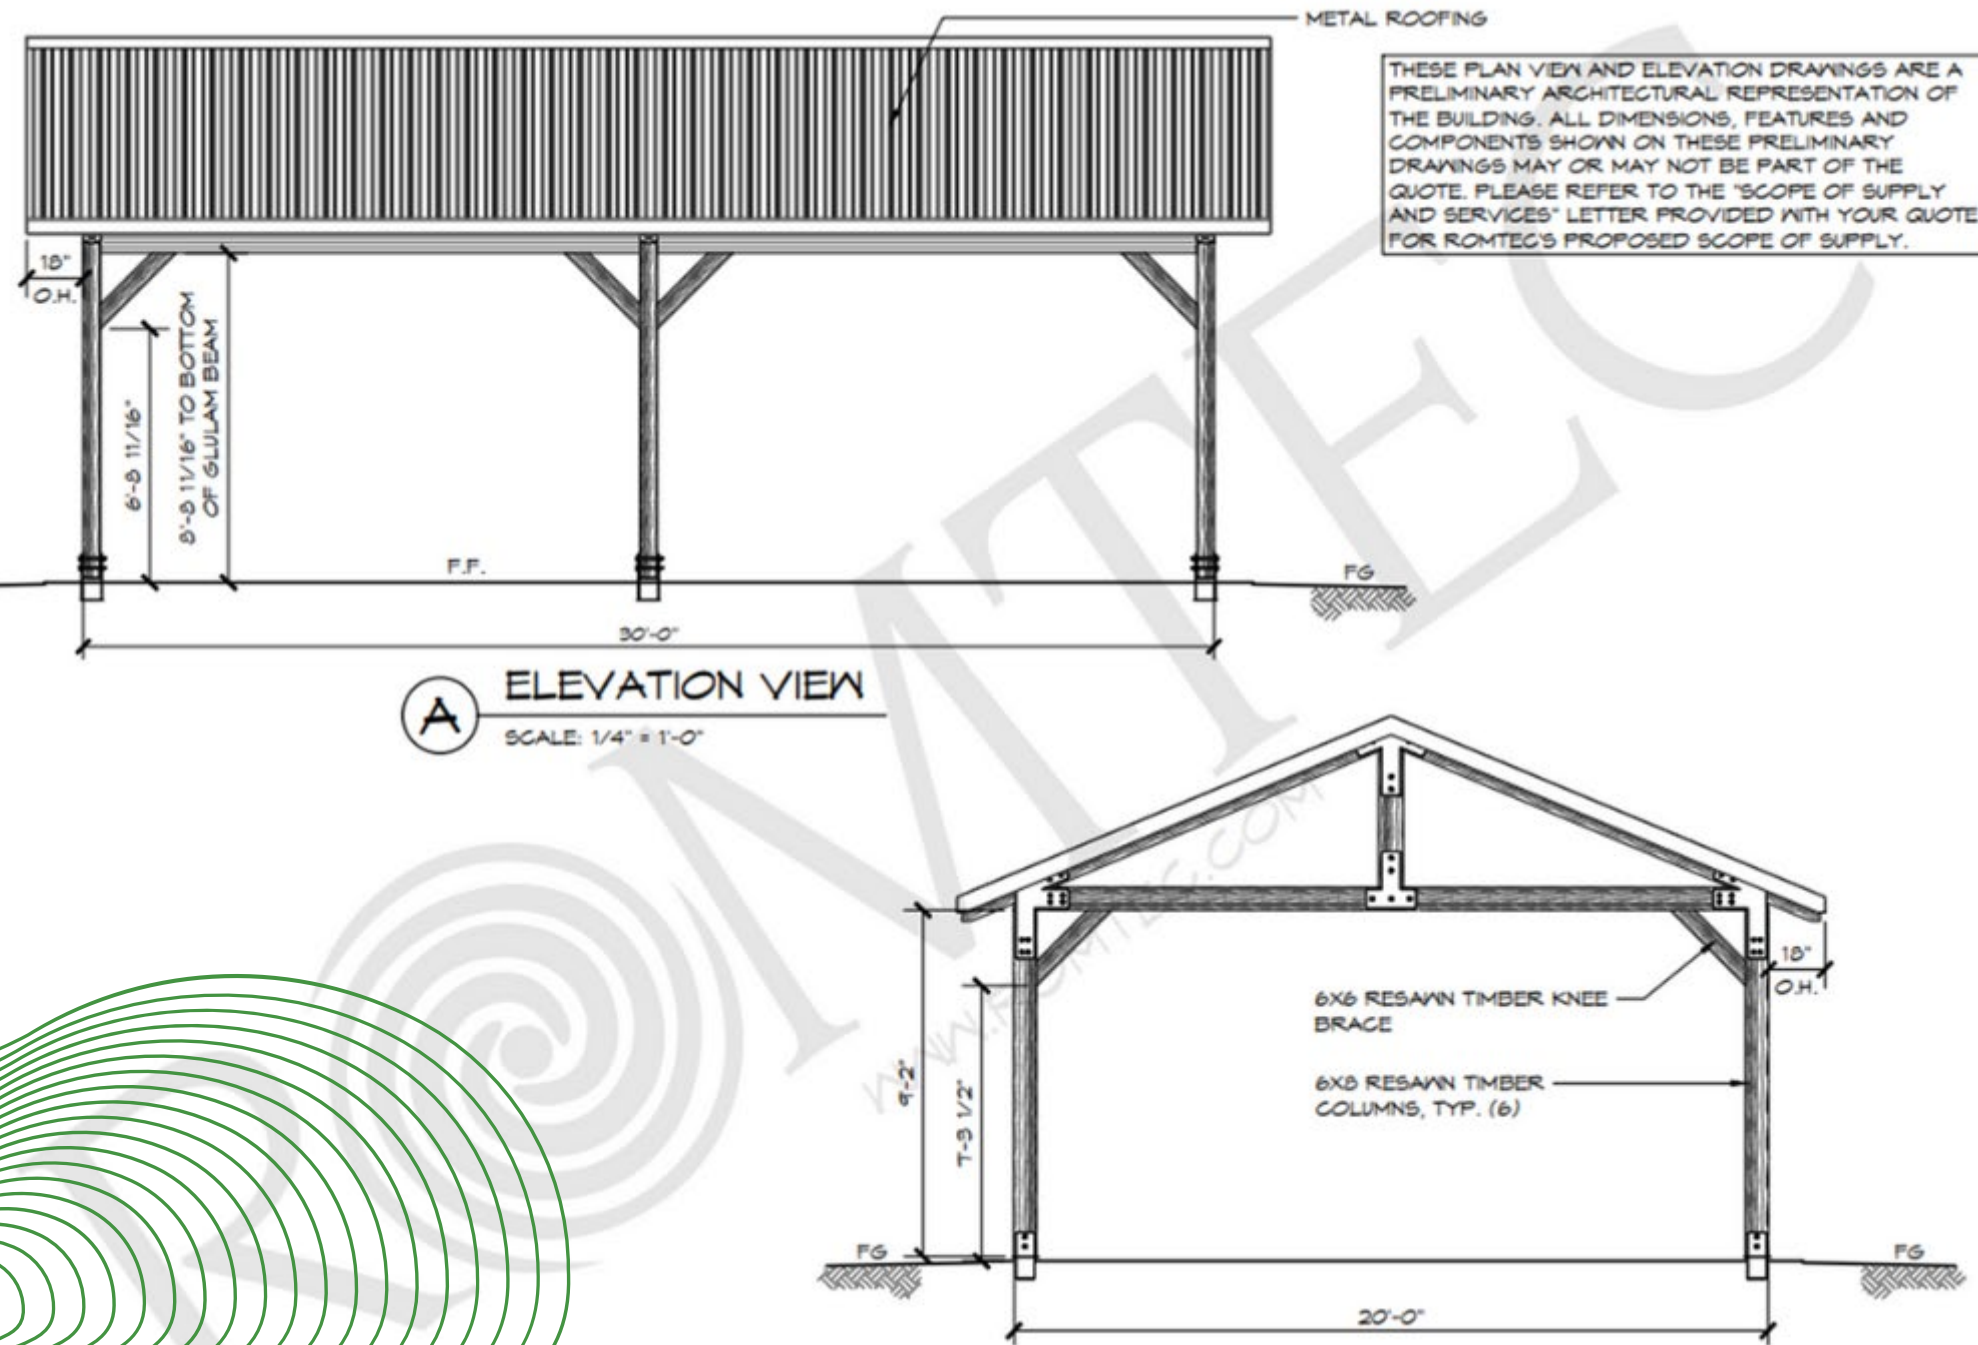 METAL ROOFING
THESE PLAN VIEW AND ELEVATION DRAWINGS ARE A
PRELIMINARY ARCHITECTURAL REPRESENTATION OF
THE BUILDING. ALL DIMENSIONS, FEATURES AND
COMPONENTS SHOWN ON THESE PRELIMINARY
DRAWINGS MAY OR MAY NOT BE PART OF THE
QUOTE. PLEASE REFER TO THE "SCOPE OF SUPPLY
AND SERVICES" LETTER PROVIDED WITH YOUR QUOTE
FOR ROMTEC'S PROPOSED SCOPE OF SUPPLY.
18"
O.H.
6'-8 11/16"
8'-8 11/16" TO BOTTOM
OF GLULAM BEAM
F.F.
FG
30'-0"
A
ELEVATION VIEW
SCALE: 1/4" = 1'-0"
ROMTEC
WWW.ROMTEC.COM
18"
O.H.
6X6 RESAWN TIMBER KNEE
BRACE
6X8 RESAWN TIMBER
COLUMNS, TYP. (6)
9'-2"
7'-3 1/2"
FG
FG
20'-0"